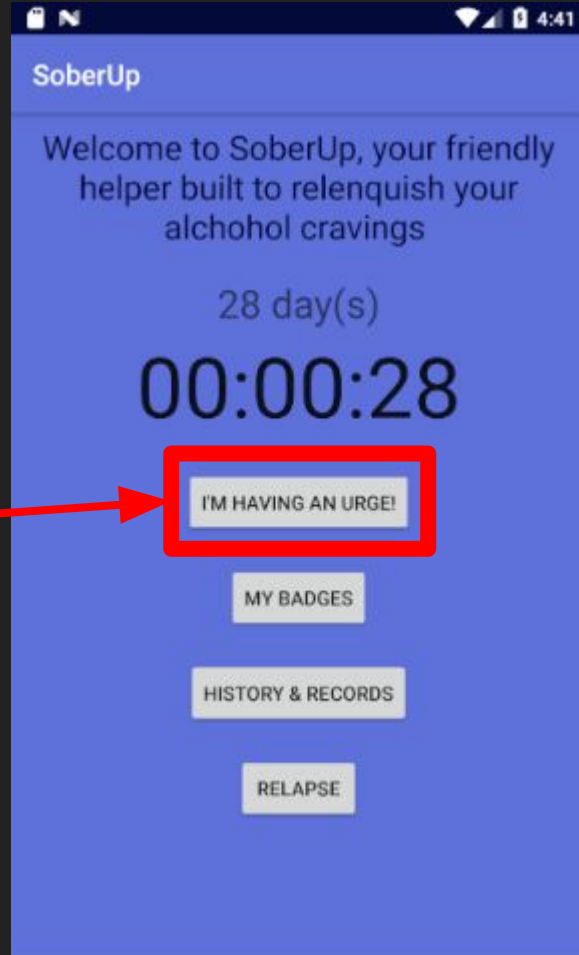 4:41
SoberUp
Welcome to SoberUp, your friendly
helper built to relenquish your
alchohol cravings
28 day(s)
00:00:28
I'M HAVING AN URGE!
MY BADGES
HISTORY & RECORDS
RELAPSE